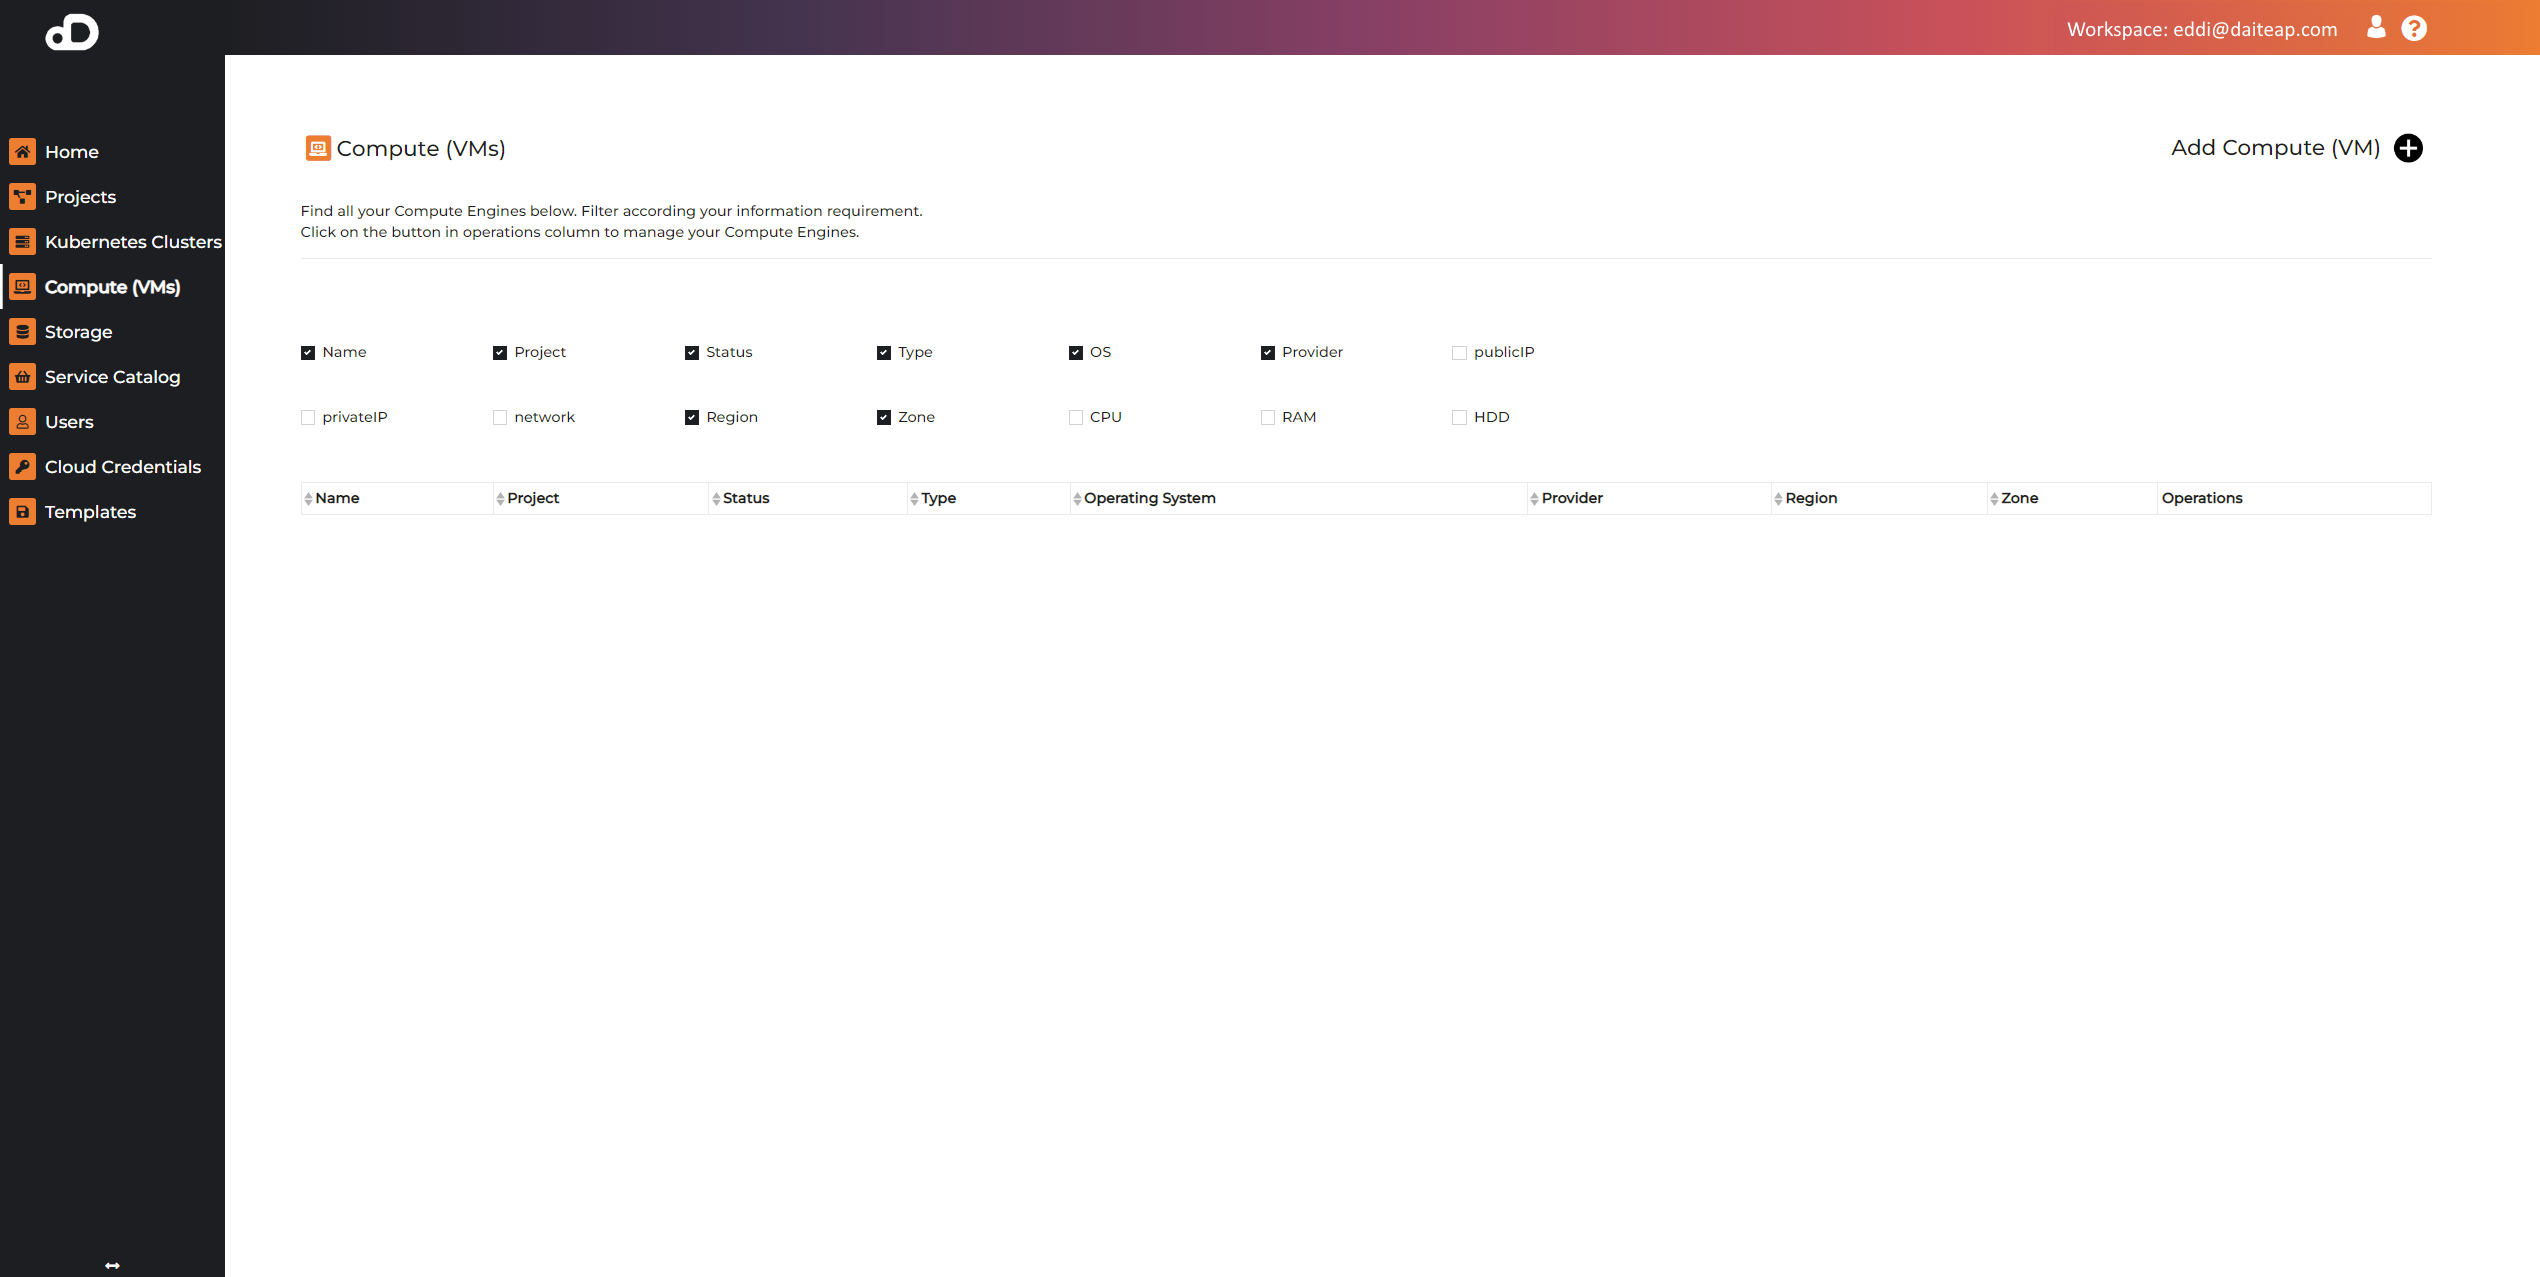 Workspace: eddi@daiteap.com
Home
Projects
Kubernetes Clusters
Compute (VMs)
Storage
Service Catalog
Users
Cloud Credentials
Templates
Compute (VMs)
Add Compute (VM)
Find all your Compute Engines below. Filter according your information requirement.
Click on the button in operations column to manage your Compute Engines.
Name Project Status Type OS Provider publicIP
privateIP network Region Zone CPU RAM HDD
Name Project Status Type Operating System Provider Region Zone Operations